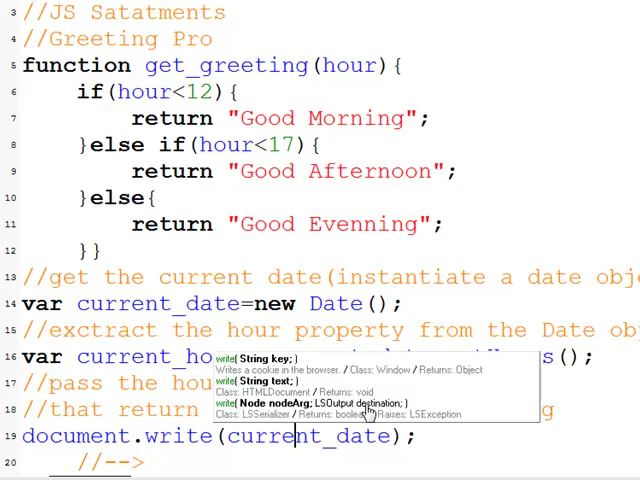 3 //JS Satatments
4 //Greeting Pro
5 function get_greeting(hour){
6 if(hour<12){
7 return "Good Morning";
8 }else if(hour<17){
9 return "Good Afternoon";
10 }else{
11 return "Good Evenning";
12 }}
13 //get the current date(instantiate a date obj
14 var current_date=new Date();
15 //exctract the hour property from the Date ob
16 var current_ho s();
write( String key; )
Writes a cookie in the browser. / Class: Window / Returns: Object
17 //pass the hou
write( String text; )
Class: HTMLDocument / Returns: void
18 //that return g
write( Node nodeArg; LSOutput destination; )
Class: LSSerializer / Returns: boolean Raises: LSException
19 document.write(current_date);
20 //-->